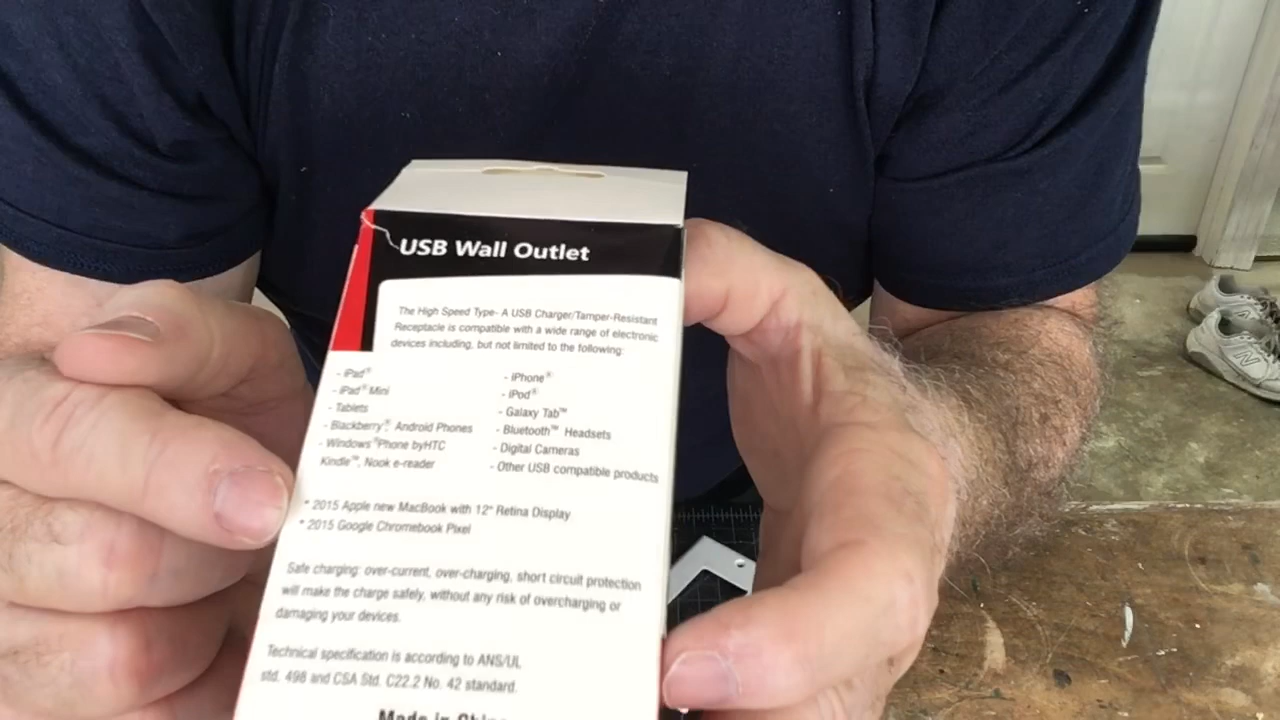 USB Wall Outlet
The High Speed Type- A USB Charger/Tamper-Resistant
Receptacle is compatible with a wide range of electronic
devices including, but not limited to the following:
- iPad®
- iPad® Mini
- Tablets
- Blackberry®, Android Phones
- Windows®Phone byHTC
Kindle™, Nook e-reader
- iPhone®
- iPod®
- Galaxy Tab™
- Bluetooth™ Headsets
- Digital Cameras
- Other USB compatible products
* 2015 Apple new MacBook with 12" Retina Display
* 2015 Google Chromebook Pixel
Safe charging: over-current, over-charging, short circuit protection
will make the charge safely, without any risk of overcharging or
damaging your devices.
Technical specification is according to ANS/UL
std. 498 and CSA Std. C22.2 No. 42 standard.
Made in China
N